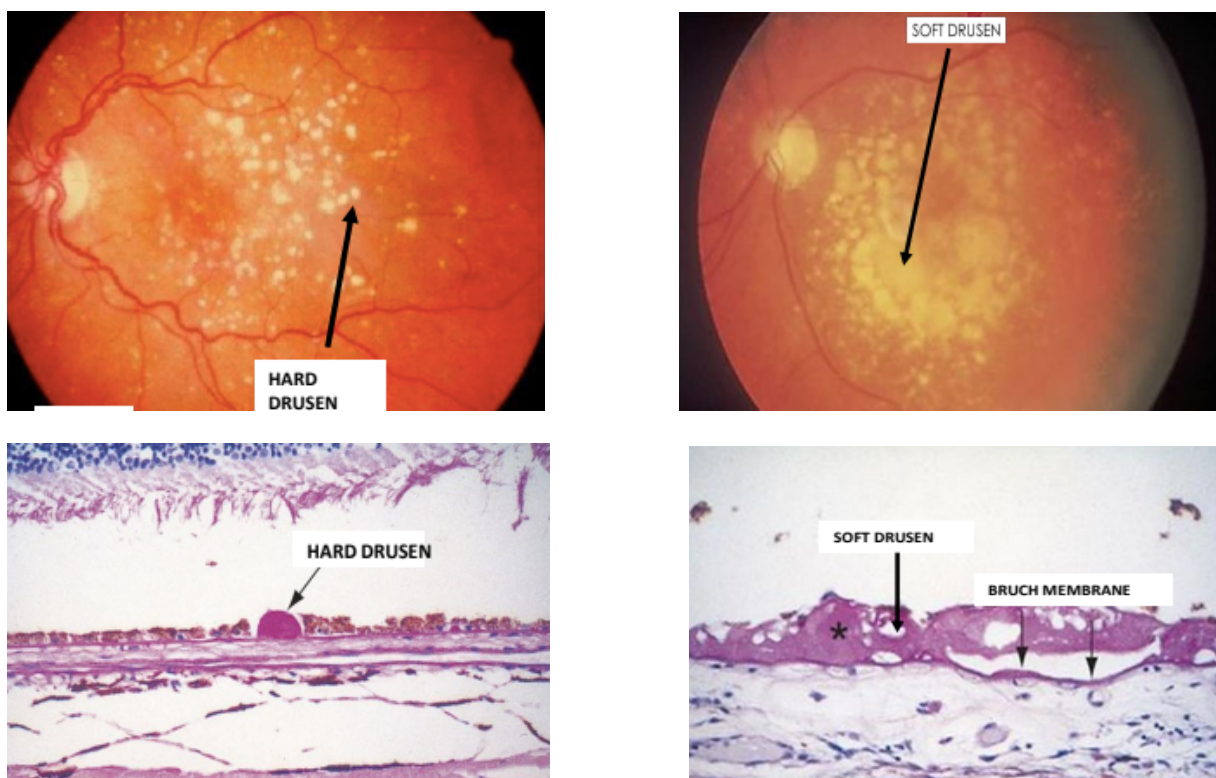 SOFT DRUSEN
HARD
DRUSEN
HARD DRUSEN
SOFT DRUSEN
BRUCH MEMBRANE
*